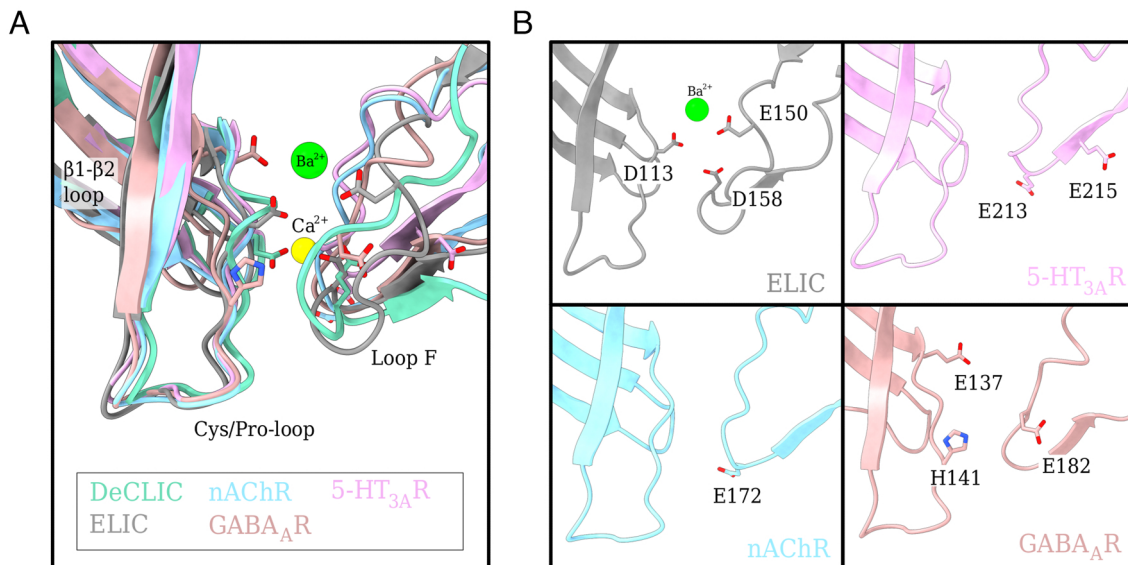 A
β1-β2
loop
Ba²⁺
Ca²⁺
Loop F
Cys/Pro-loop
DeCLIC nAChR 5-HT₃ₐR
ELIC GABAₐR
B
Ba²⁺
E150
D113
D158
ELIC
E213
E215
5-HT₃ₐR
E172
nAChR
E137
H141
E182
GABAₐR